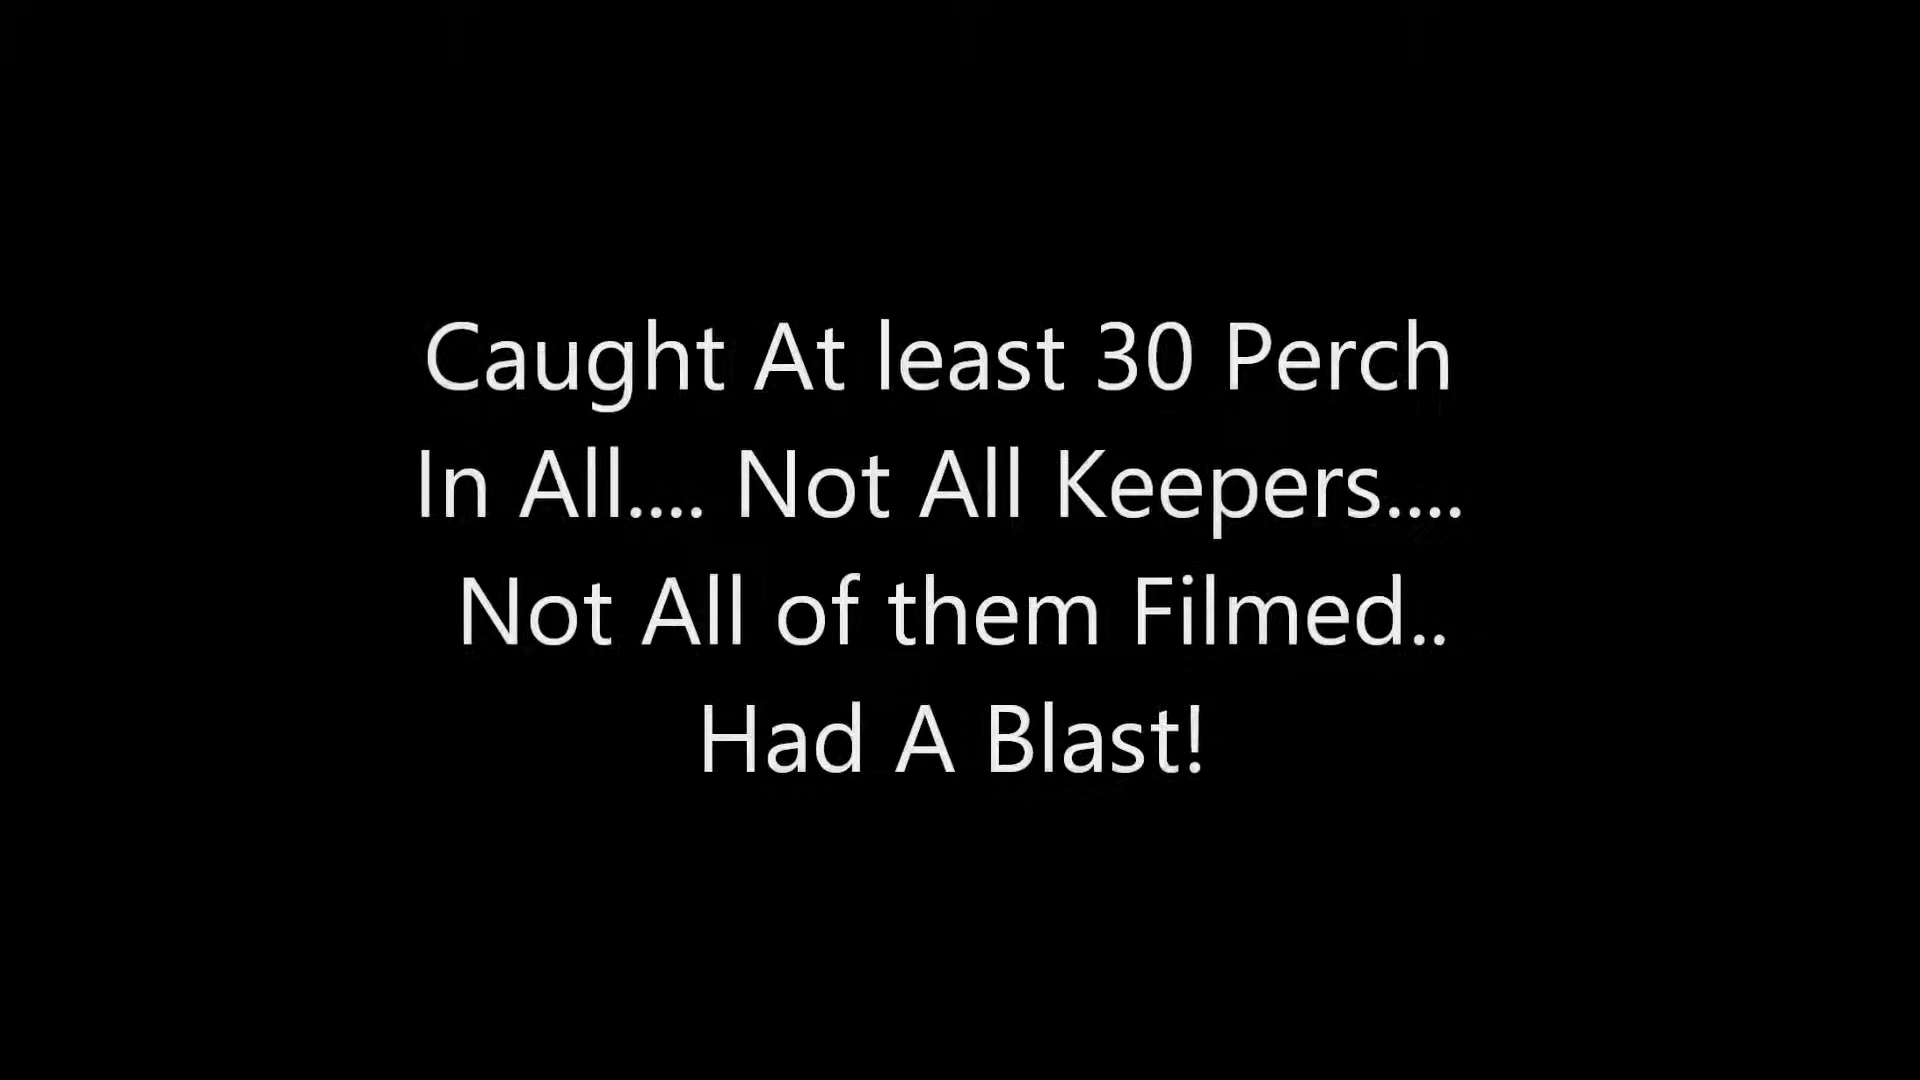 Caught At least 30 Perch
In All.... Not All Keepers....
Not All of them Filmed..
Had A Blast!